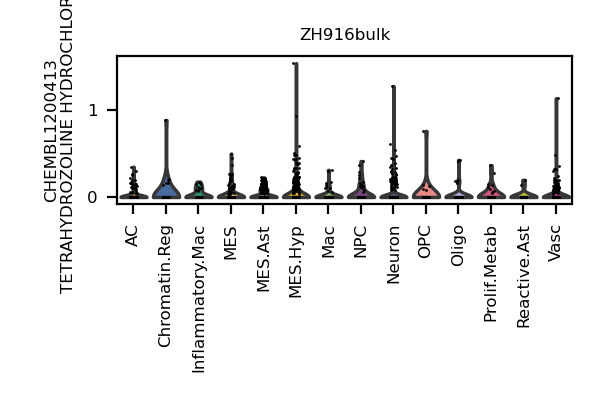 ZH916bulk
CHEMBL1200413
TETRAHYDROZOLINE HYDROCHLOR
1
0
AC
Chromatin.Reg
Inflammatory.Mac
MES
MES.Ast
MES.Hyp
Mac
NPC
Neuron
OPC
Oligo
Prolif.Metab
Reactive.Ast
Vasc